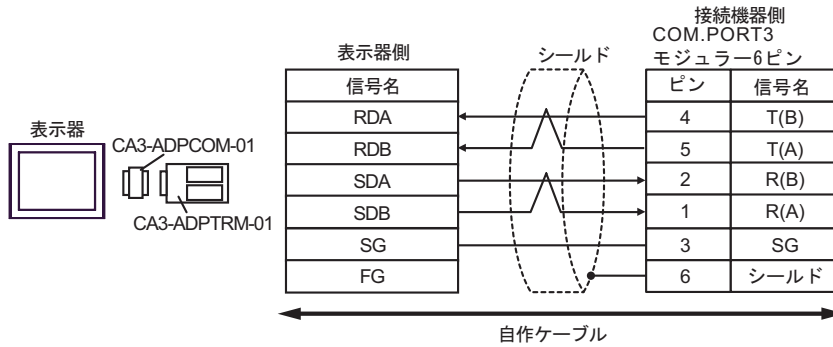 接続機器側
COM.PORT3
モジュラー6ピン
表示器側
シールド
信号名
ピン
信号名
RDA
4
T(B)
RDB
5
T(A)
SDA
2
R(B)
SDB
1
R(A)
SG
3
SG
FG
6
シールド
表示器
CA3-ADPCOM-01
CA3-ADPTRM-01
自作ケーブル